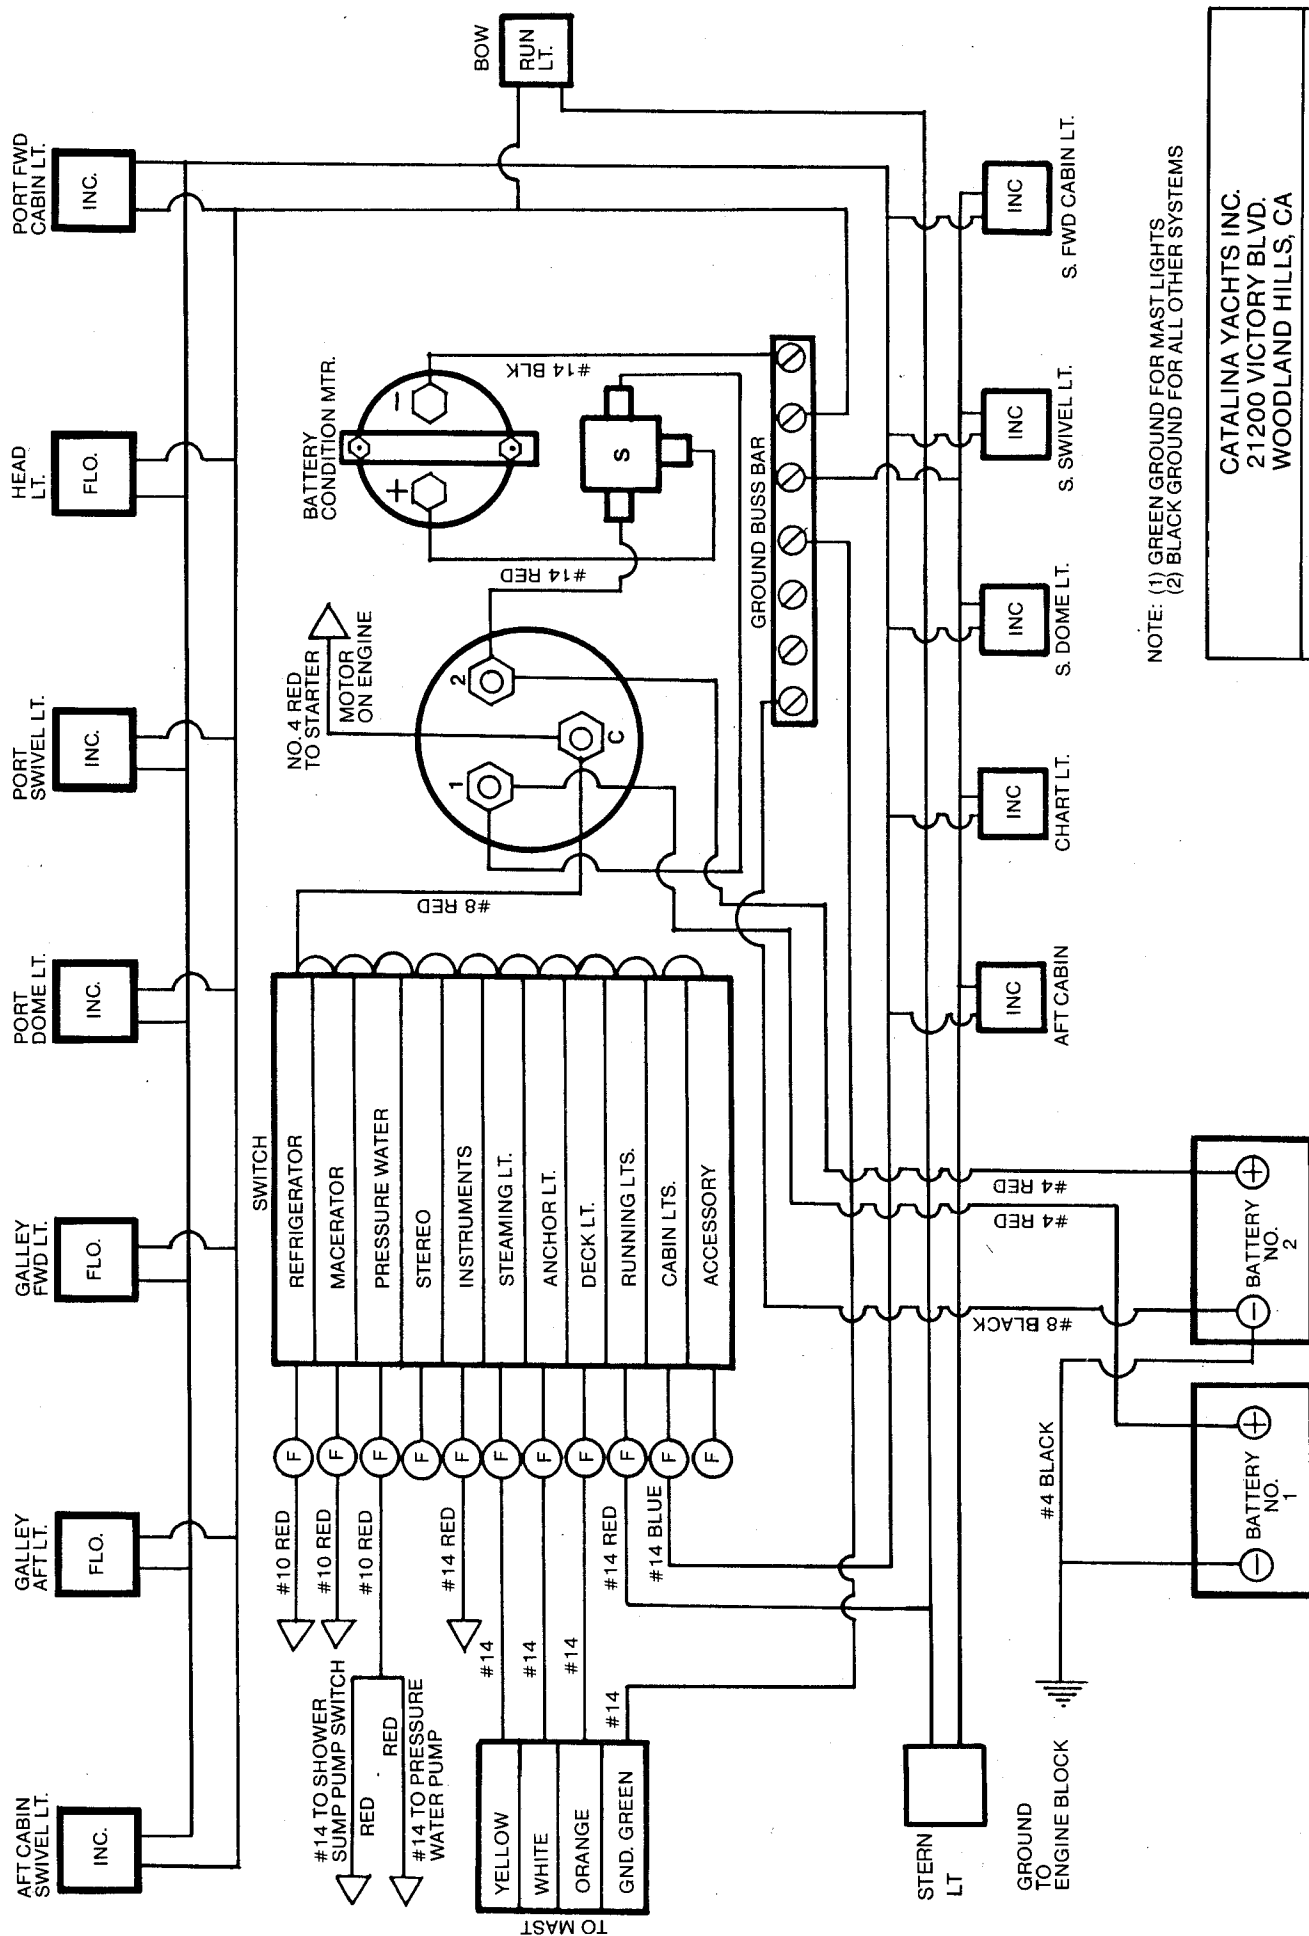 AFT CABIN
SWIVEL LT.
INC.
GALLEY
AFT LT.
FLO.
GALLEY
FWD LT.
FLO.
PORT
DOME LT.
INC.
PORT
SWIVEL LT.
INC.
HEAD
LT.
FLO.
PORT FWD
CABIN LT.
INC.
BOW
RUN
LT.
SWITCH
REFRIGERATOR
MACERATOR
PRESSURE WATER
STEREO
INSTRUMENTS
STEAMING LT.
ANCHOR LT.
DECK LT.
RUNNING LTS.
CABIN LTS.
ACCESSORY
F
F
F
F
F
F
F
F
F
F
F
#10 RED
#10 RED
#10 RED
#14 RED
#14
#14
#14
#14 RED
#14 BLUE
#14
#14 TO SHOWER
SUMP PUMP SWITCH
RED
RED
#14 TO PRESSURE
WATER PUMP
YELLOW
WHITE
ORANGE
GND. GREEN
TO MAST
#8 RED
NO. 4 RED
TO STARTER
MOTOR
ON ENGINE
1
2
C
BATTERY
CONDITION MTR.
+
−
#14 RED
#14 BLK
S
GROUND BUSS BAR
STERN
LT
GROUND
TO
ENGINE BLOCK
#4 BLACK
#8 BLACK
#4 RED
#4 RED
−
BATTERY
NO.
1
+
−
BATTERY
NO.
2
+
INC
AFT CABIN
INC
CHART LT.
INC
S. DOME LT.
INC
S. SWIVEL LT.
INC
S. FWD CABIN LT.
NOTE: (1) GREEN GROUND FOR MAST LIGHTS
(2) BLACK GROUND FOR ALL OTHER SYSTEMS
CATALINA YACHTS INC.
21200 VICTORY BLVD.
WOODLAND HILLS, CA